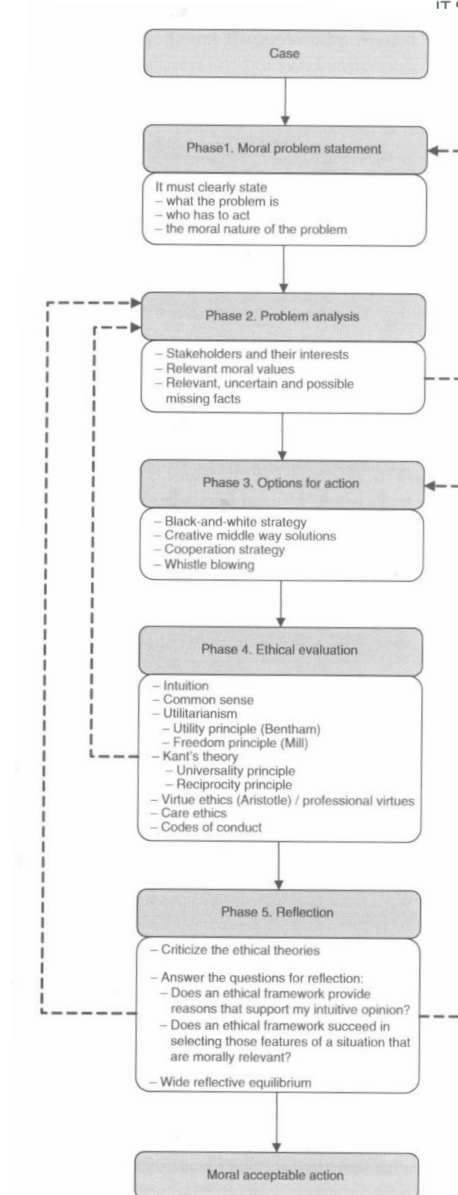 IT
Case
Phase1. Moral problem statement
It must clearly state
– what the problem is
– who has to act
– the moral nature of the problem
Phase 2. Problem analysis
– Stakeholders and their interests
– Relevant moral values
– Relevant, uncertain and possible
missing facts
Phase 3. Options for action
– Black-and-white strategy
– Creative middle way solutions
– Cooperation strategy
– Whistle blowing
Phase 4. Ethical evaluation
– Intuition
– Common sense
– Utilitarianism
– Utility principle (Bentham)
– Freedom principle (Mill)
– Kant's theory
– Universality principle
– Reciprocity principle
– Virtue ethics (Aristotle) / professional virtues
– Care ethics
– Codes of conduct
Phase 5. Reflection
– Criticize the ethical theories
– Answer the questions for reflection:
– Does an ethical framework provide
reasons that support my intuitive opinion?
– Does an ethical framework succeed in
selecting those features of a situation that
are morally relevant?
– Wide reflective equilibrium
Moral acceptable action